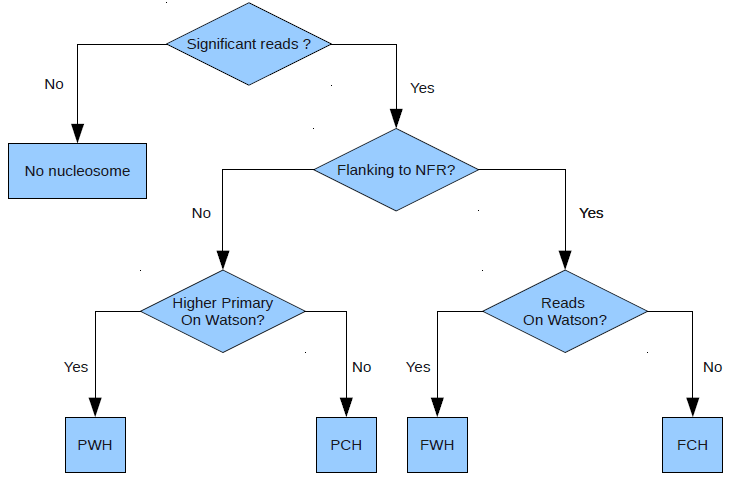 Significant reads ?
No
Yes
No nucleosome
Flanking to NFR?
No
Yes
Higher Primary
On Watson?
Reads
On Watson?
Yes
No
Yes
No
PWH
PCH
FWH
FCH